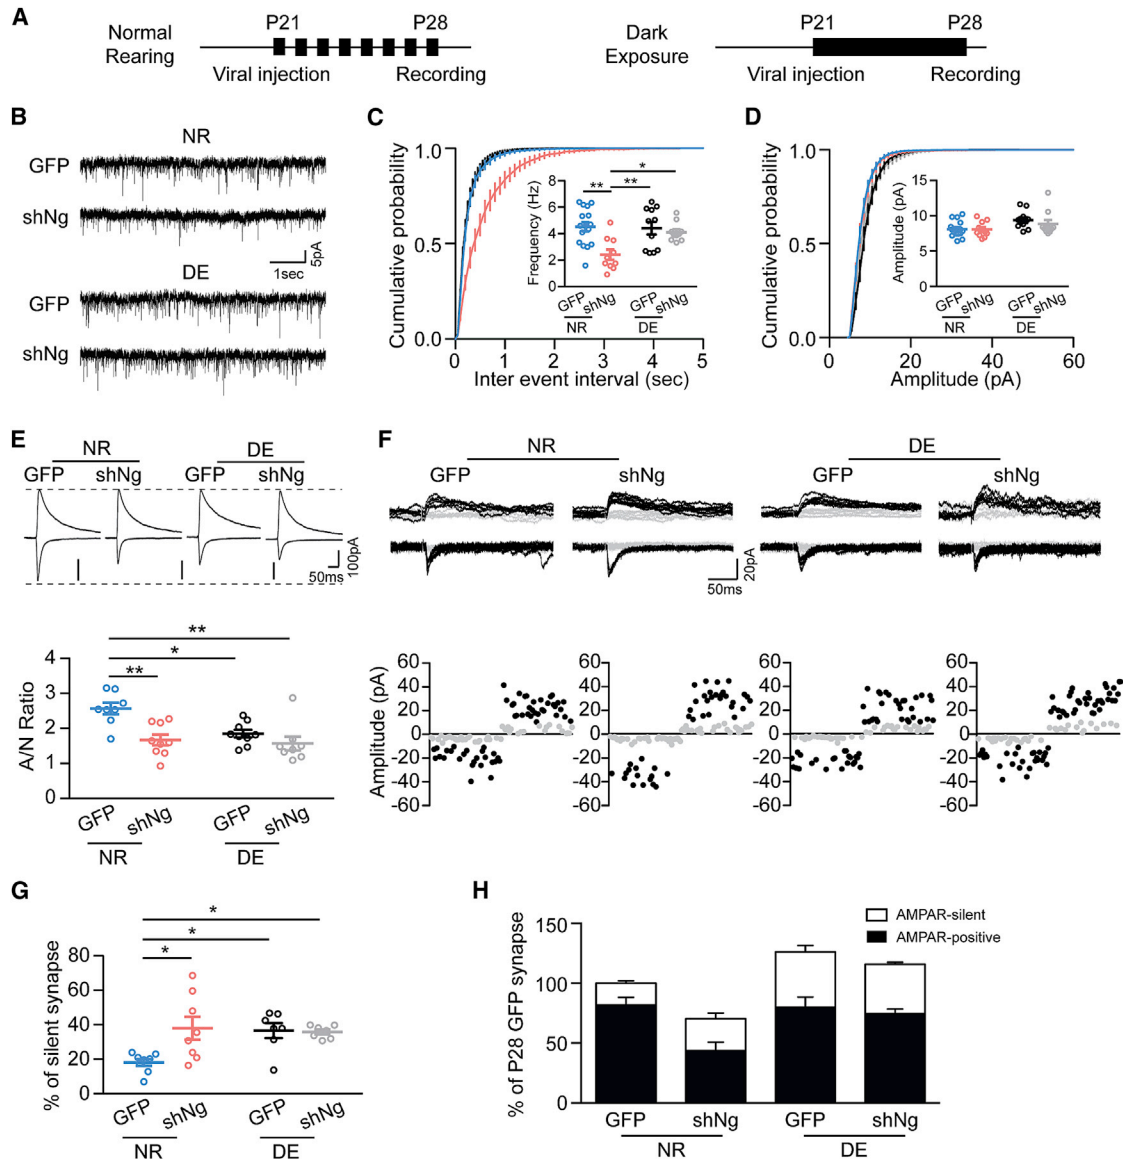 A
Normal
Rearing
P21
P28
Viral injection
Recording
Dark
Exposure
P21
P28
Viral injection
Recording
B
NR
GFP
shNg
1sec
5pA
DE
GFP
shNg
C
Cumulative probability
1.0
0.5
0.0
0
1
2
3
4
5
Inter event interval (sec)
Frequency (Hz)
8
6
4
2
0
**
**
*
GFP
shNg
GFP
shNg
NR
DE
D
Cumulative probability
1.0
0.5
0.0
0
20
40
60
Amplitude (pA)
Amplitude (pA)
15
10
5
0
GFP
shNg
GFP
shNg
NR
DE
E
NR
DE
GFP
shNg
GFP
shNg
50ms
100pA
A/N Ratio
4
3
2
1
0
**
*
**
GFP
shNg
GFP
shNg
NR
DE
F
NR
DE
GFP
shNg
GFP
shNg
50ms
20pA
Amplitude (pA)
60
40
20
0
-20
-40
-60
60
40
20
0
-20
-40
-60
60
40
20
0
-20
-40
-60
60
40
20
0
-20
-40
-60
G
% of silent synapse
80
60
40
20
0
*
*
*
GFP
shNg
GFP
shNg
NR
DE
H
% of P28 GFP synapse
150
100
50
0
AMPAR-silent
AMPAR-positive
GFP
shNg
GFP
shNg
NR
DE